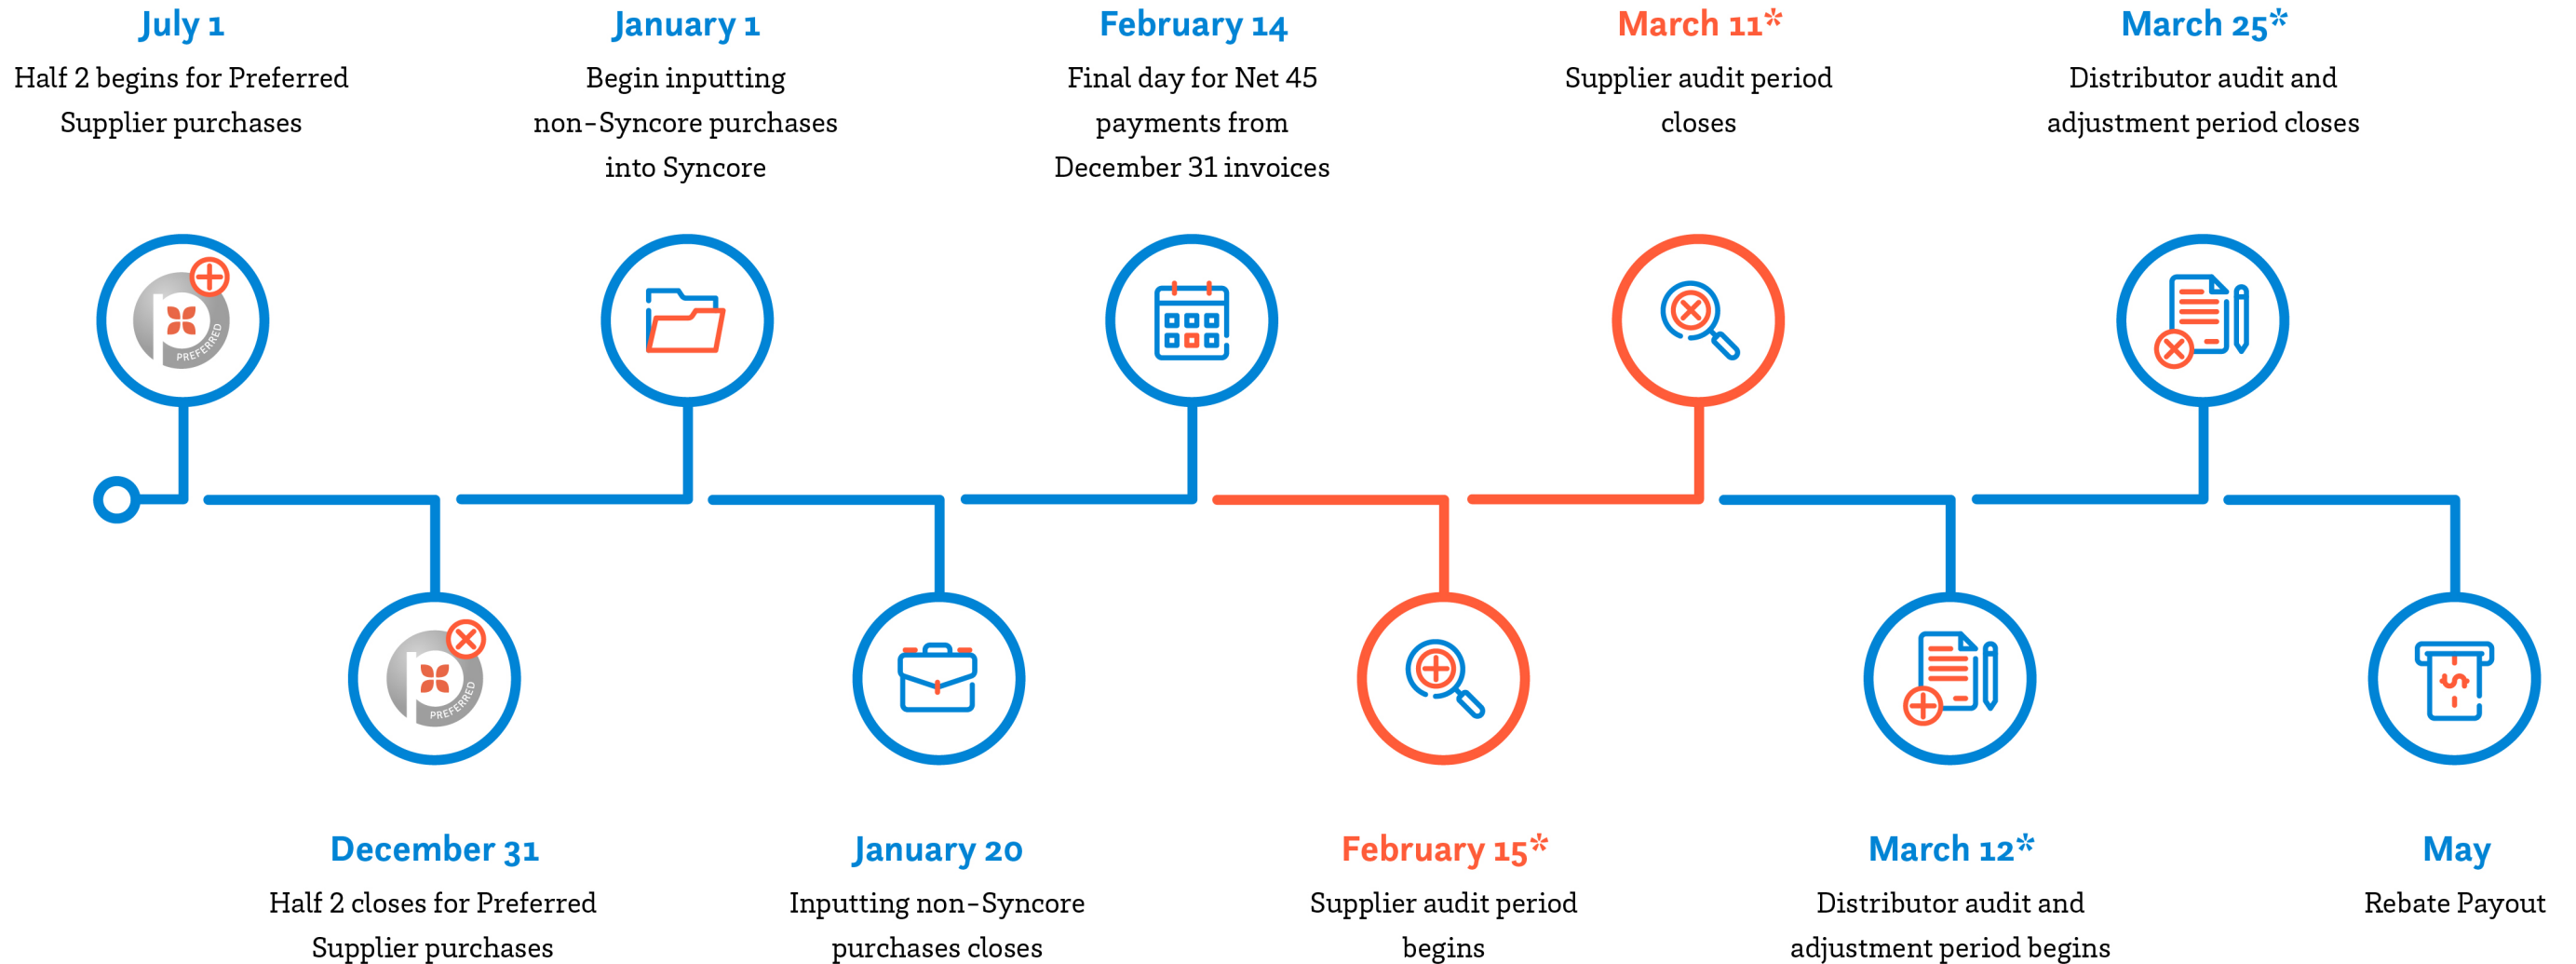 July 1
Half 2 begins for Preferred
Supplier purchases
January 1
Begin inputting
non-Syncore purchases
into Syncore
February 14
Final day for Net 45
payments from
December 31 invoices
March 11*
Supplier audit period
closes
March 25*
Distributor audit and
adjustment period closes
PREFERRED
PREFERRED
$
December 31
Half 2 closes for Preferred
Supplier purchases
January 20
Inputting non-Syncore
purchases closes
February 15*
Supplier audit period
begins
March 12*
Distributor audit and
adjustment period begins
May
Rebate Payout